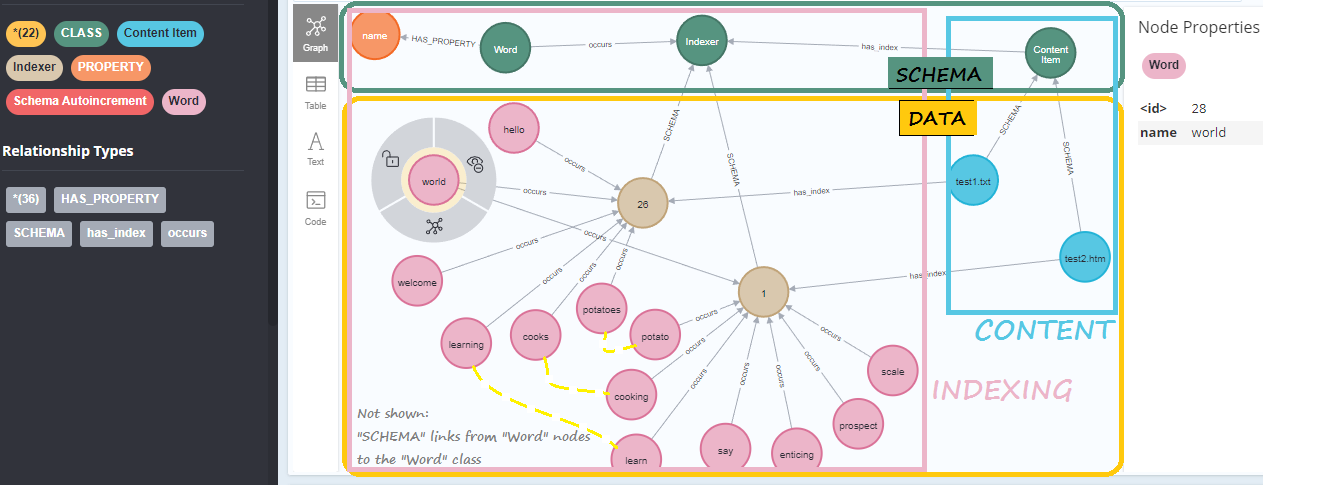 *(22) CLASS Content Item
Indexer PROPERTY
Schema Autoincrement Word
Relationship Types
*(36) HAS_PROPERTY
SCHEMA has_index occurs
Graph
Table
Text
Code
name
HAS_PROPERTY
Word
occurs
Indexer
has_index
Content
Item
SCHEMA
DATA
SCHEMA
SCHEMA
SCHEMA
SCHEMA
hello
occurs
world
occurs
26
has_index
test1.txt
occurs
occurs
welcome
occurs
occurs
occurs
test2.htm
has_index
1
potatoes
potato
occurs
learning
cooks
occurs
occurs
occurs
occurs
occurs
occurs
scale
cooking
prospect
learn
say
enticing
CONTENT
INDEXING
Not shown:
"SCHEMA" links from "Word" nodes
to the "Word" class
Node Properties
Word
<id> 28
name world